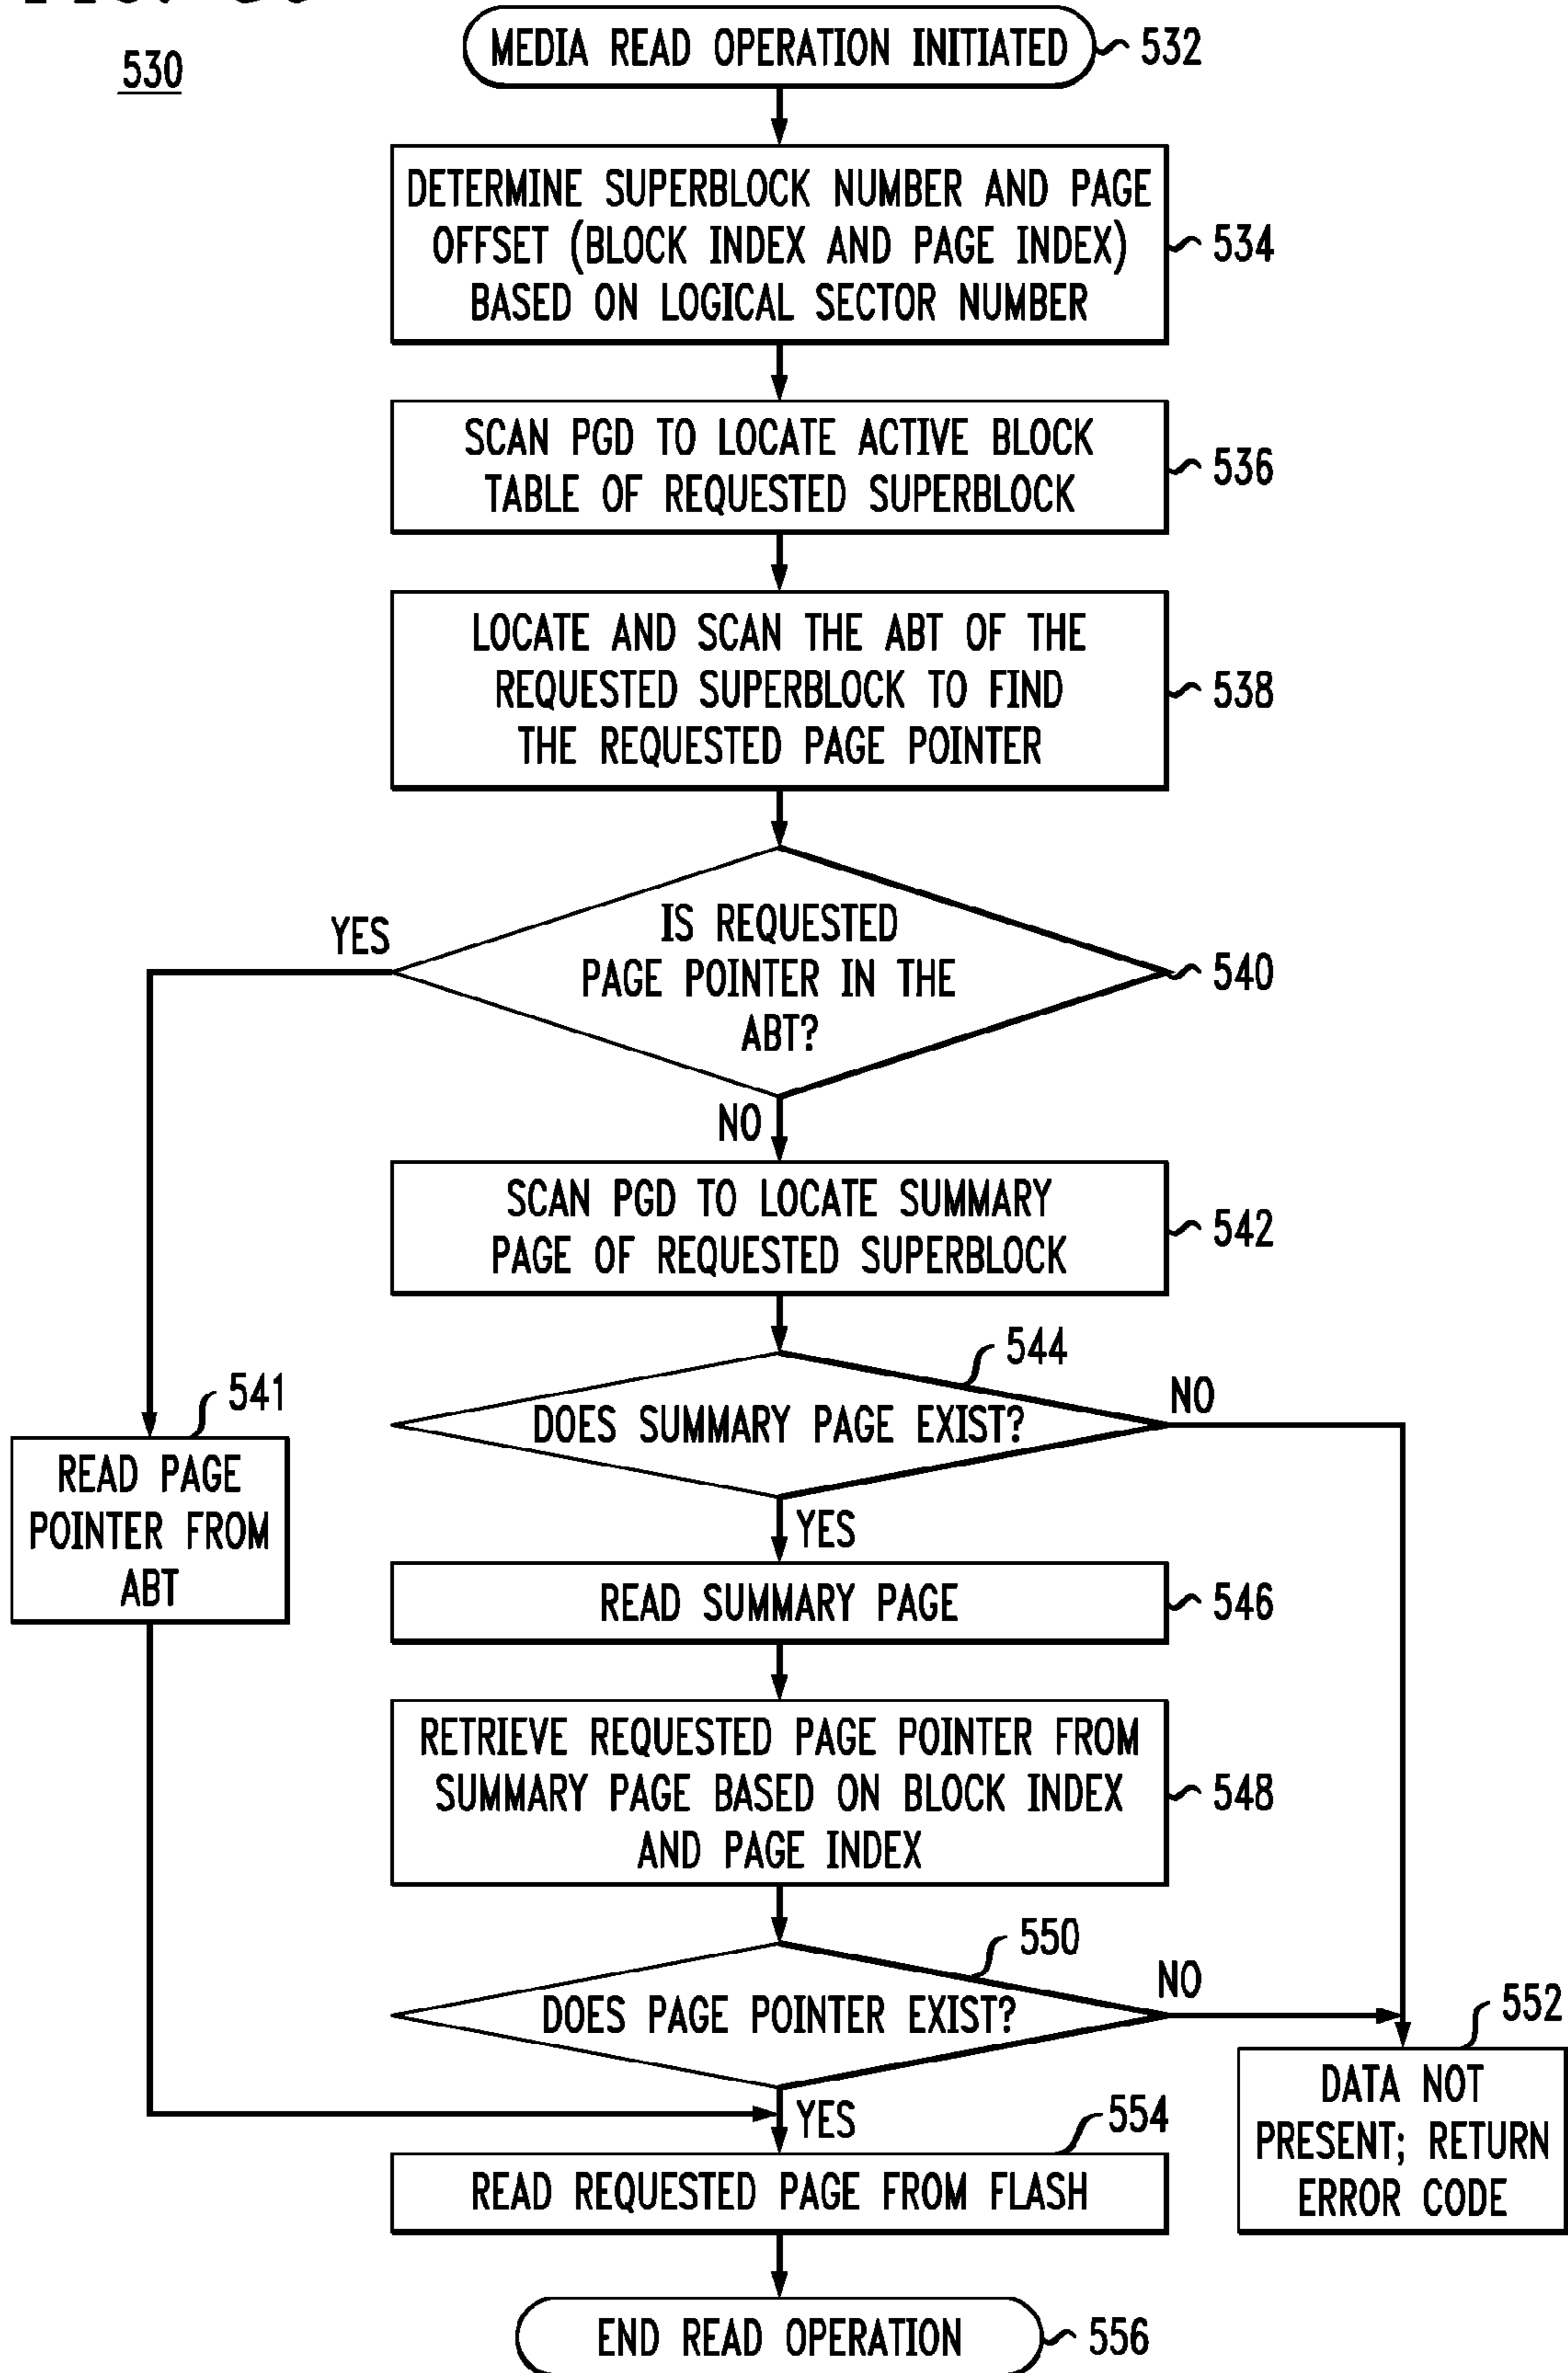 530
MEDIA READ OPERATION INITIATED
532
DETERMINE SUPERBLOCK NUMBER AND PAGE
OFFSET (BLOCK INDEX AND PAGE INDEX)
BASED ON LOGICAL SECTOR NUMBER
534
SCAN PGD TO LOCATE ACTIVE BLOCK
TABLE OF REQUESTED SUPERBLOCK
536
LOCATE AND SCAN THE ABT OF THE
REQUESTED SUPERBLOCK TO FIND
THE REQUESTED PAGE POINTER
538
YES
IS REQUESTED
PAGE POINTER IN THE
ABT?
540
NO
SCAN PGD TO LOCATE SUMMARY
PAGE OF REQUESTED SUPERBLOCK
542
544
DOES SUMMARY PAGE EXIST?
NO
541
READ PAGE
POINTER FROM
ABT
YES
READ SUMMARY PAGE
546
RETRIEVE REQUESTED PAGE POINTER FROM
SUMMARY PAGE BASED ON BLOCK INDEX
AND PAGE INDEX
548
550
DOES PAGE POINTER EXIST?
NO
552
DATA NOT
PRESENT; RETURN
ERROR CODE
YES
554
READ REQUESTED PAGE FROM FLASH
END READ OPERATION
556